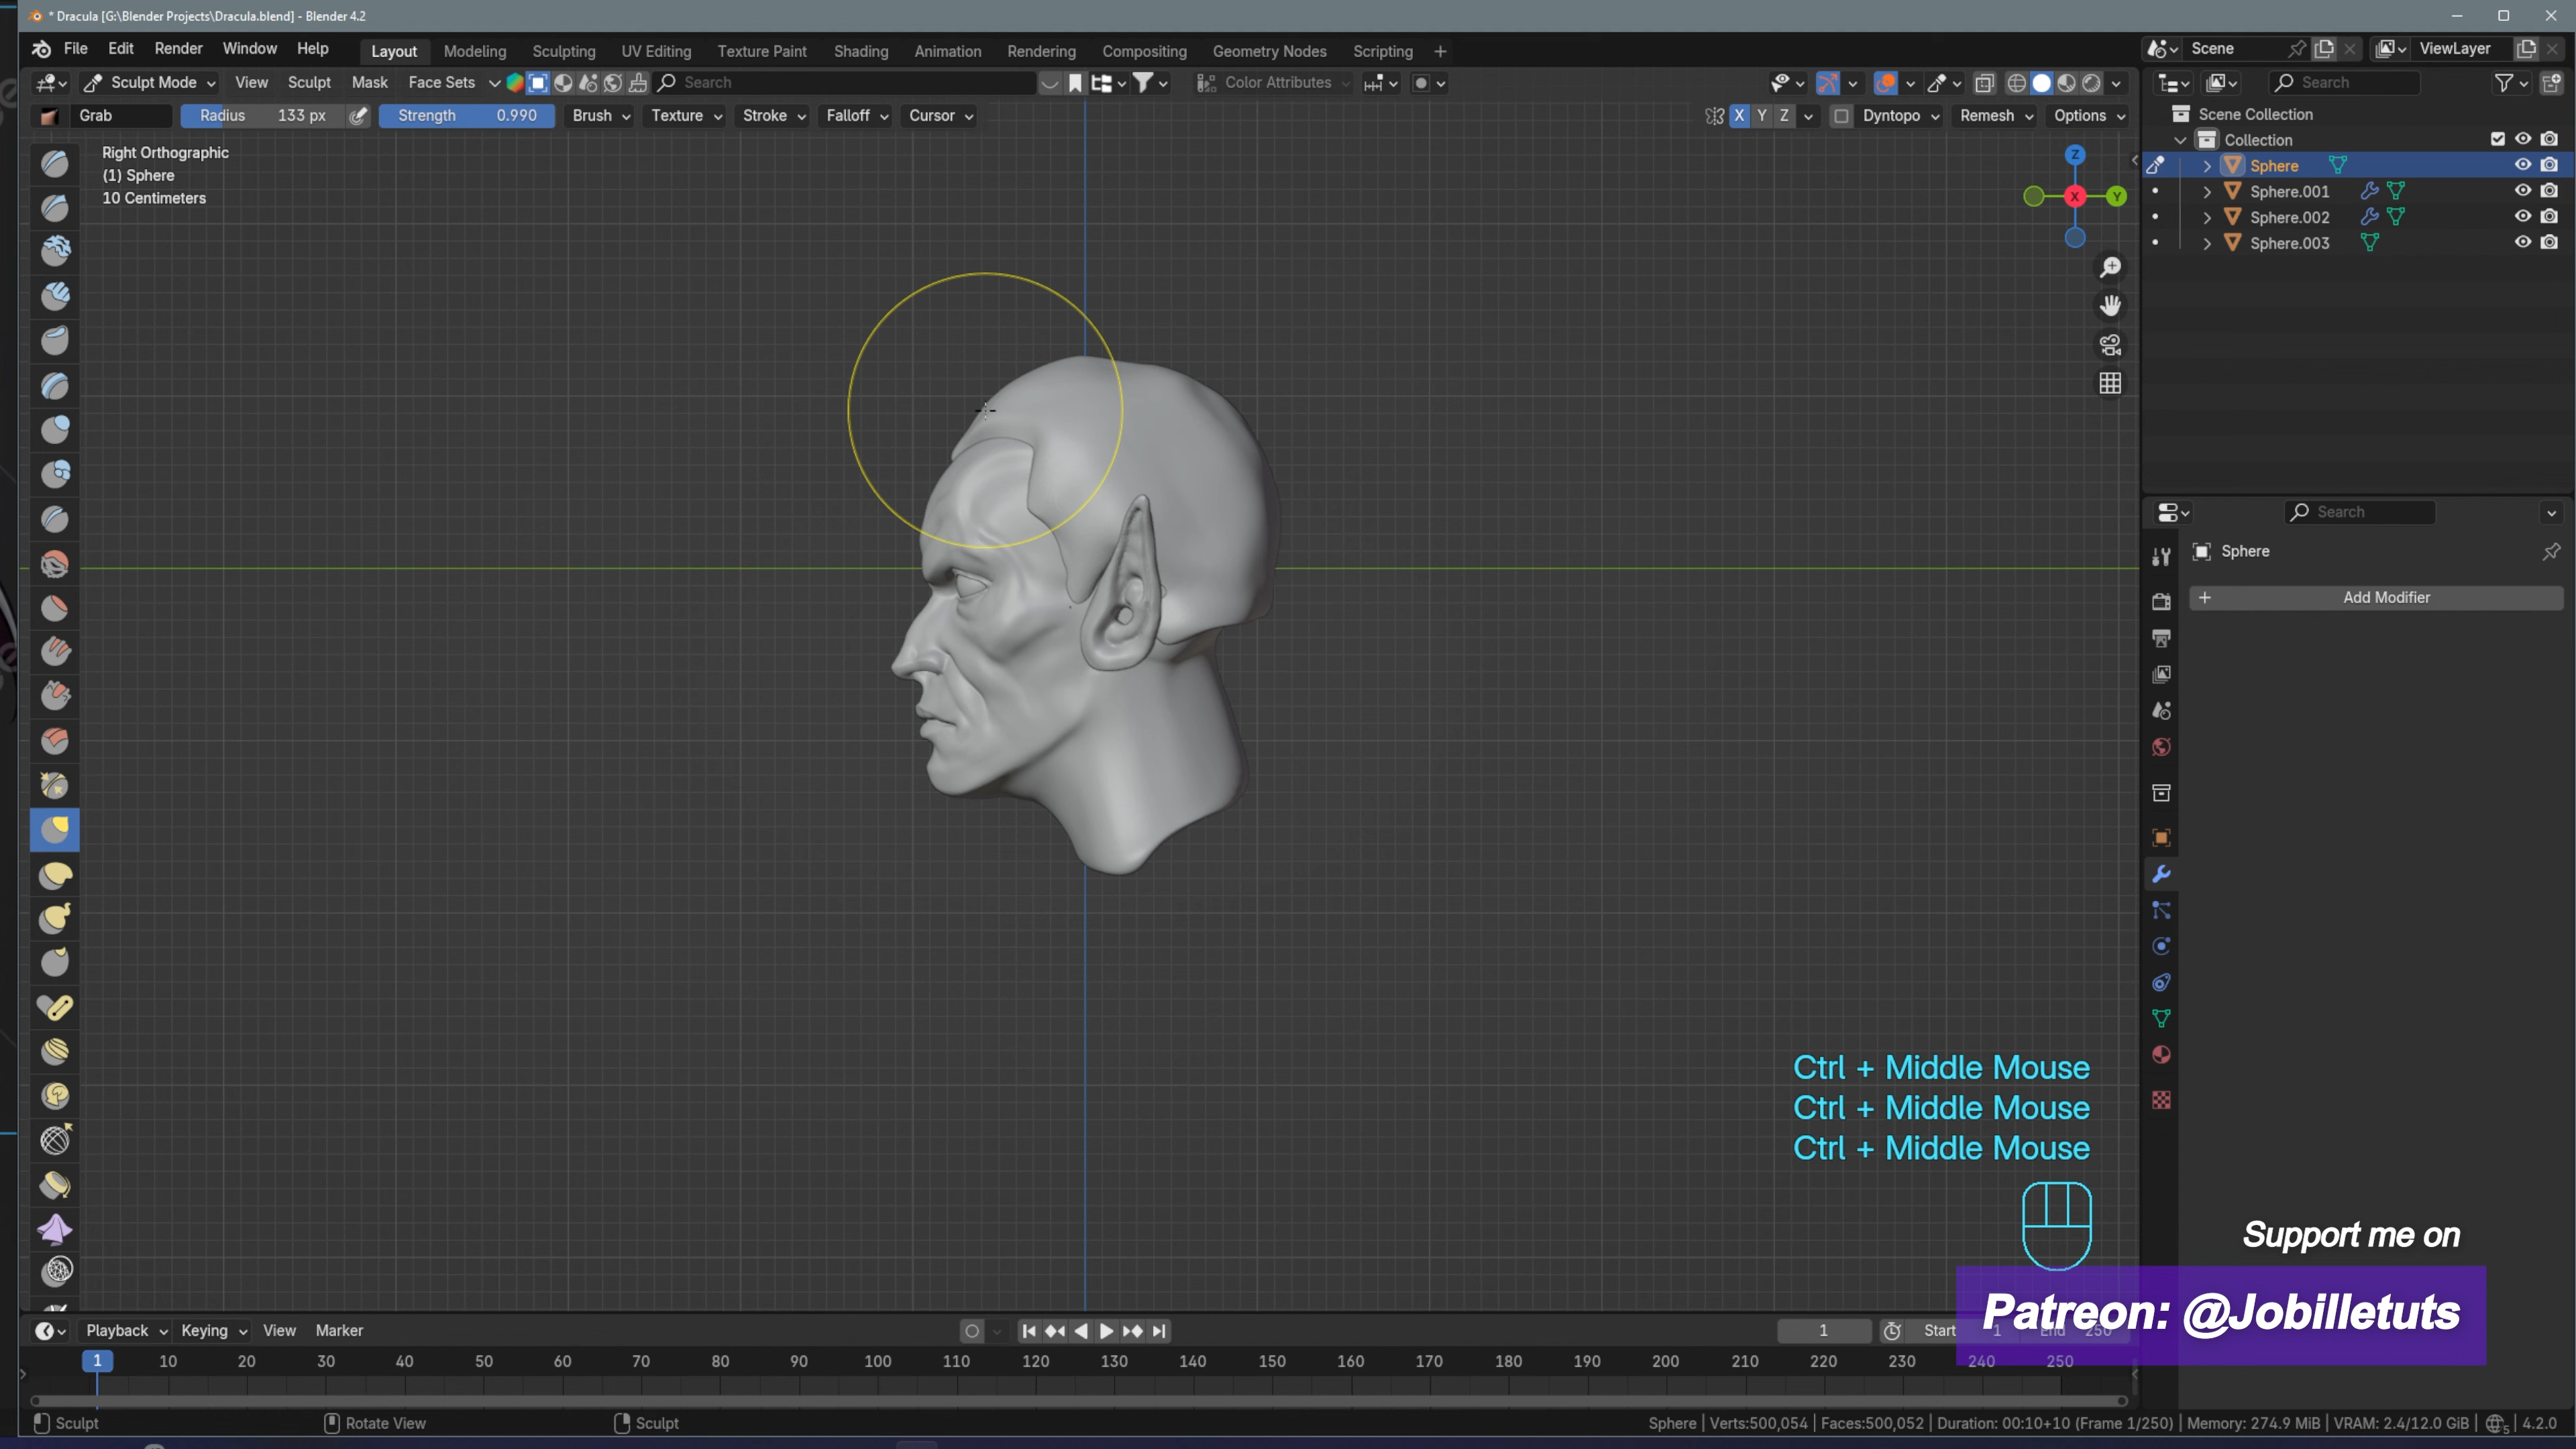 * Dracula [G:\Blender Projects\Dracula.blend] - Blender 4.2
File Edit Render Window Help Layout Modeling Sculpting UV Editing Texture Paint Shading Animation Rendering Compositing Geometry Nodes Scripting + Scene ViewLayer
Sculpt Mode View Sculpt Mask Face Sets Search Color Attributes Search
Grab Radius 133 px Strength 0.990 Brush Texture Stroke Falloff Cursor X Y Z Dyntopo Remesh Options
Scene Collection
Collection
Sphere
Sphere.001
Sphere.002
Sphere.003
Right Orthographic
(1) Sphere
10 Centimeters
Z
X
Y
Search
Sphere
+ Add Modifier
Ctrl + Middle Mouse
Ctrl + Middle Mouse
Ctrl + Middle Mouse
Support me on
Patreon: @Jobilletuts
Playback Keying View Marker 1 Start 1 End 250
1 10 20 30 40 50 60 70 80 90 100 110 120 130 140 150 160 170 180 190 200 210 220 230 240 250
Sculpt Rotate View Sculpt Sphere | Verts:500,054 | Faces:500,052 | Duration: 00:10+10 (Frame 1/250) | Memory: 274.9 MiB | VRAM: 2.4/12.0 GiB | 5 | 4.2.0